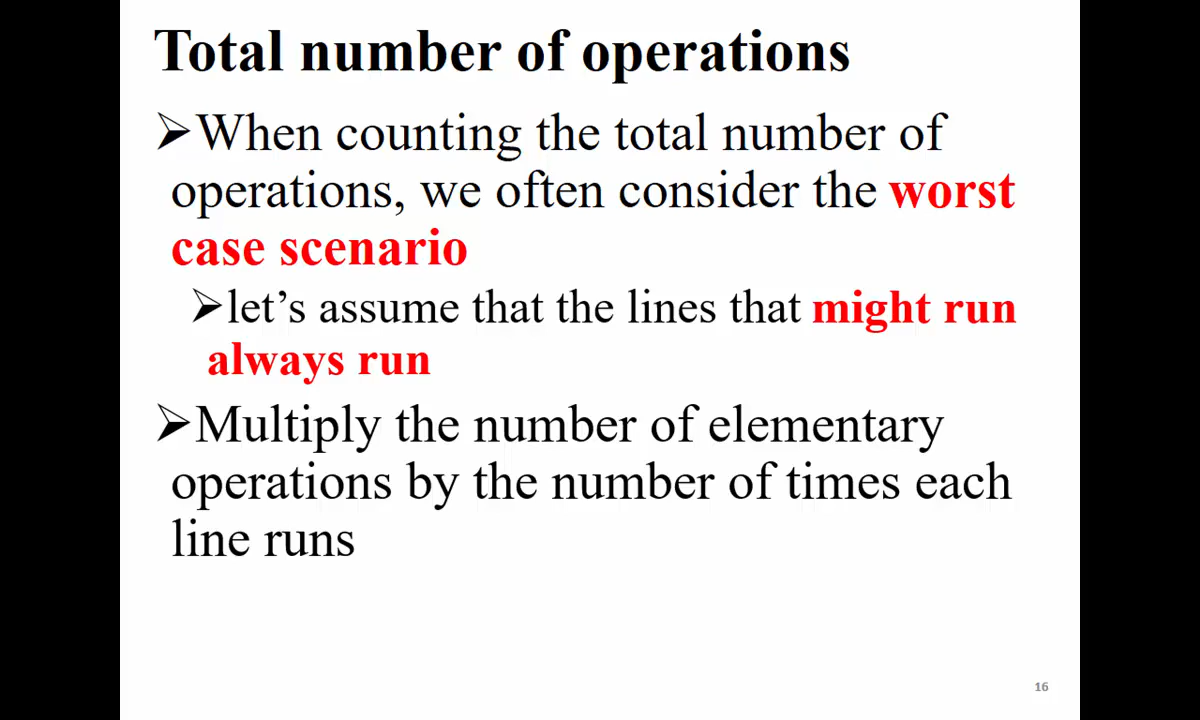 Total number of operations
➢When counting the total number of
operations, we often consider the worst
case scenario
➢let’s assume that the lines that might run
always run
➢Multiply the number of elementary
operations by the number of times each
line runs
16